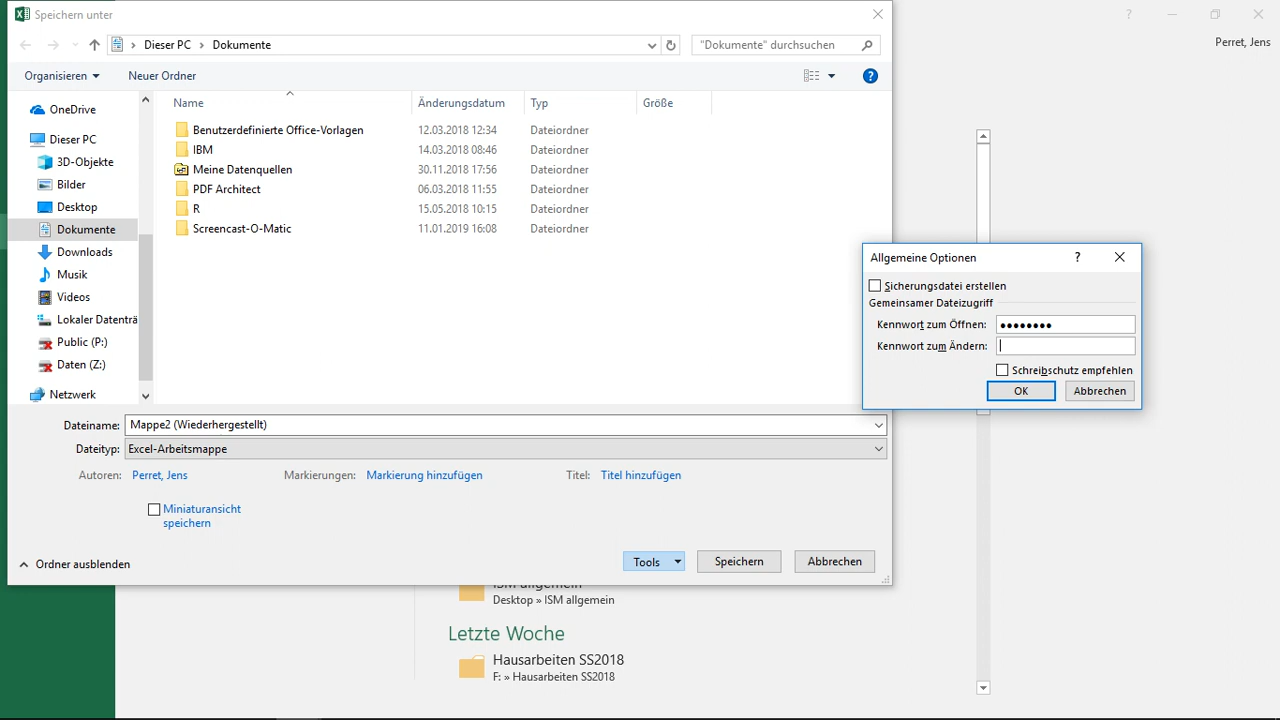 Speichern unter
?
Perret, Jens
Dieser PC > Dokumente
"Dokumente" durchsuchen
Organisieren
Neuer Ordner
?
Name
Änderungsdatum
Typ
Größe
OneDrive
Dieser PC
3D-Objekte
Bilder
Desktop
Dokumente
Downloads
Musik
Videos
Lokaler Datenträ
Public (P:)
Daten (Z:)
Netzwerk
Benutzerdefinierte Office-Vorlagen 12.03.2018 12:34 Dateiordner
IBM 14.03.2018 08:46 Dateiordner
Meine Datenquellen 30.11.2018 17:56 Dateiordner
PDF Architect 06.03.2018 11:55 Dateiordner
R 15.05.2018 10:15 Dateiordner
Screencast-O-Matic 11.01.2019 16:08 Dateiordner
Allgemeine Optionen
?
Sicherungsdatei erstellen
Gemeinsamer Dateizugriff
Kennwort zum Öffnen: ●●●●●●●●
Kennwort zum Ändern:
Schreibschutz empfehlen
OK
Abbrechen
Dateiname: Mappe2 (Wiederhergestellt)
Dateityp: Excel-Arbeitsmappe
Autoren: Perret, Jens
Markierungen: Markierung hinzufügen
Titel: Titel hinzufügen
Miniaturansicht
speichern
Ordner ausblenden
Tools
Speichern
Abbrechen
ISM allgemein
Desktop » ISM allgemein
Letzte Woche
Hausarbeiten SS2018
F: » Hausarbeiten SS2018